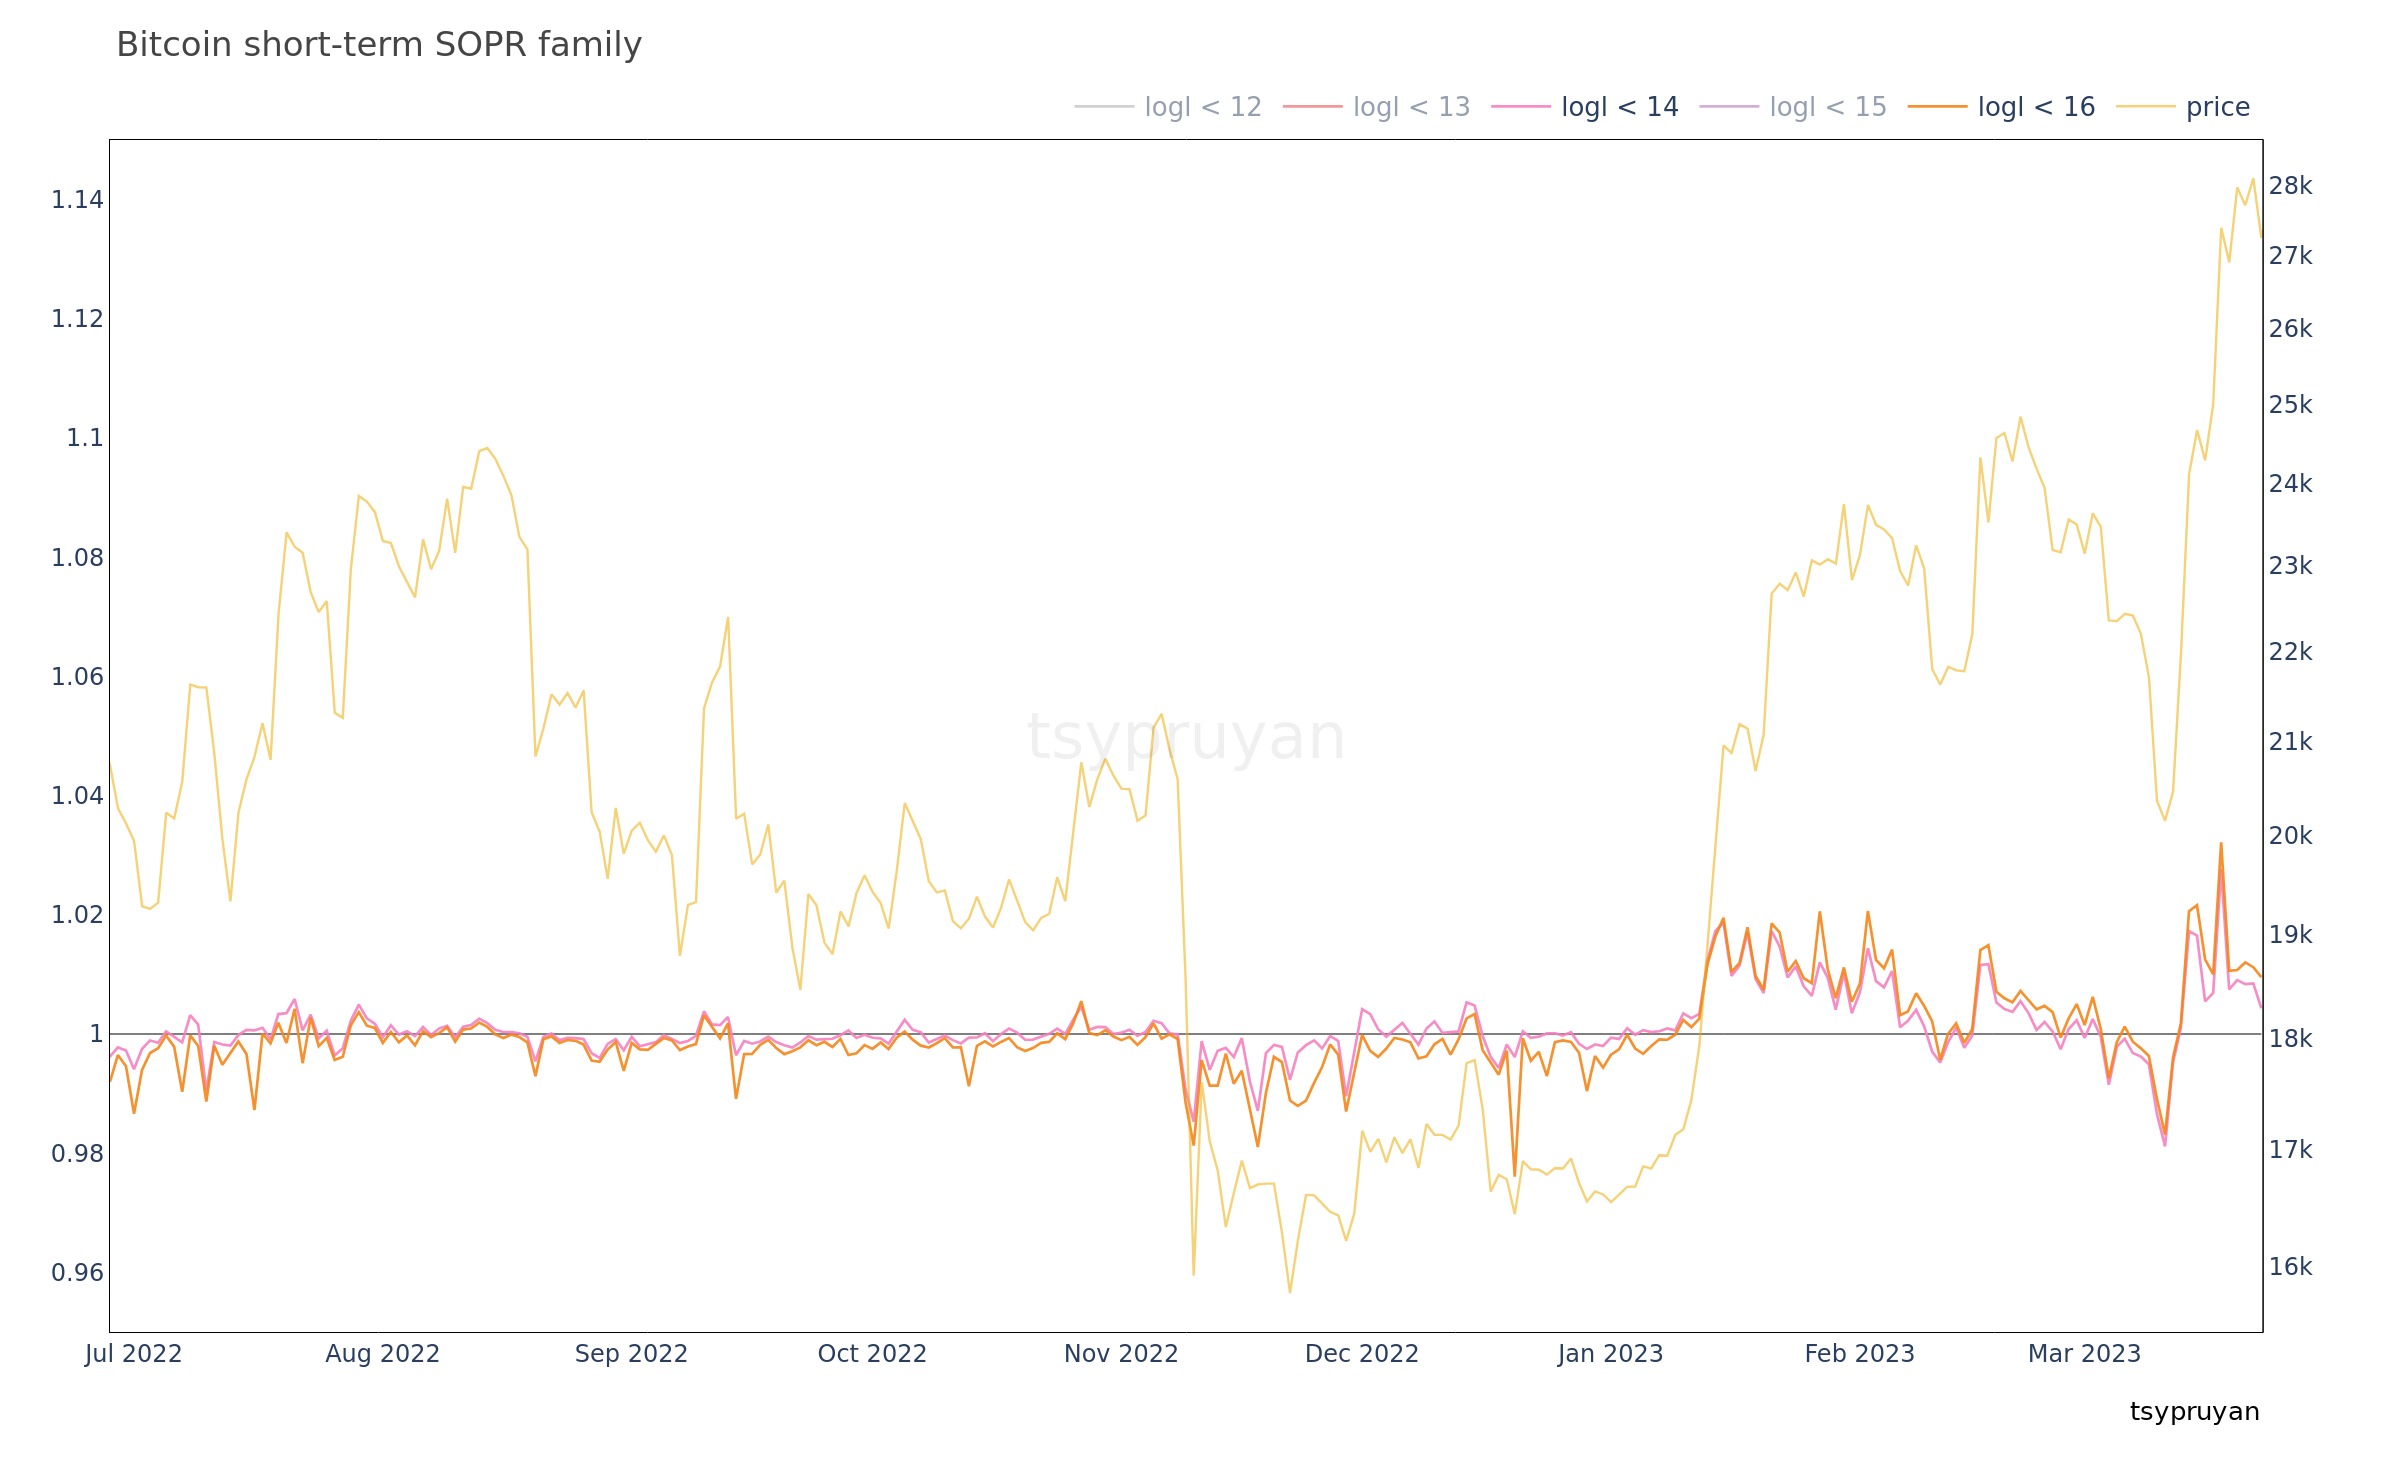 Bitcoin short-term SOPR family
logl < 12 logl < 13 logl < 14 logl < 15 logl < 16 price
1.14
1.12
1.1
1.08
1.06
1.04
1.02
1
0.98
0.96
28k
27k
26k
25k
24k
23k
22k
21k
20k
19k
18k
17k
16k
tsypruyan
Jul 2022 Aug 2022 Sep 2022 Oct 2022 Nov 2022 Dec 2022 Jan 2023 Feb 2023 Mar 2023
tsypruyan